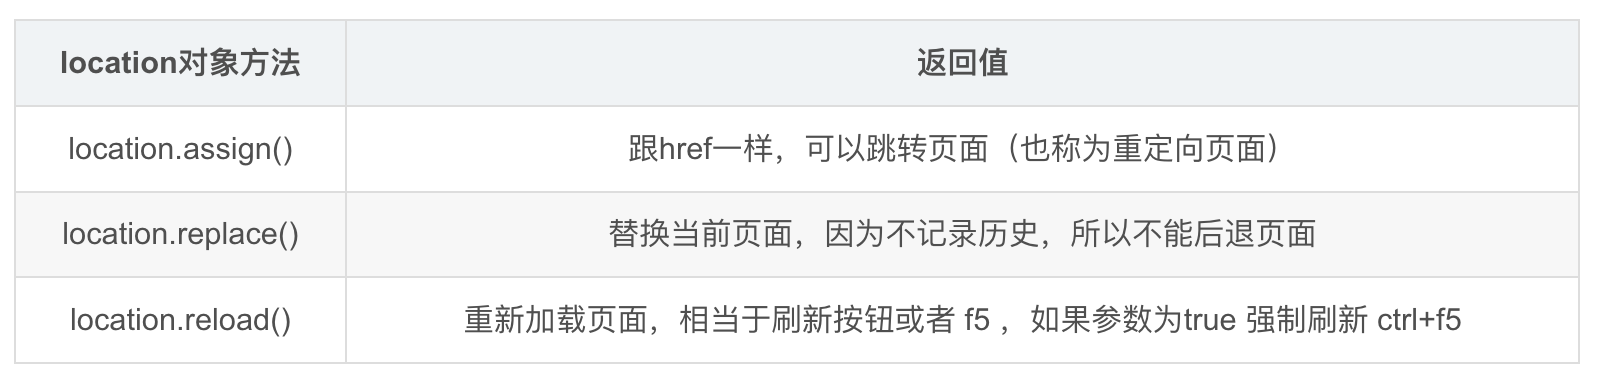 location对象方法 返回值
location.assign() 跟href一样，可以跳转页面（也称为重定向页面）
location.replace() 替换当前页面，因为不记录历史，所以不能后退页面
location.reload() 重新加载页面，相当于刷新按钮或者 f5 ，如果参数为true 强制刷新 ctrl+f5